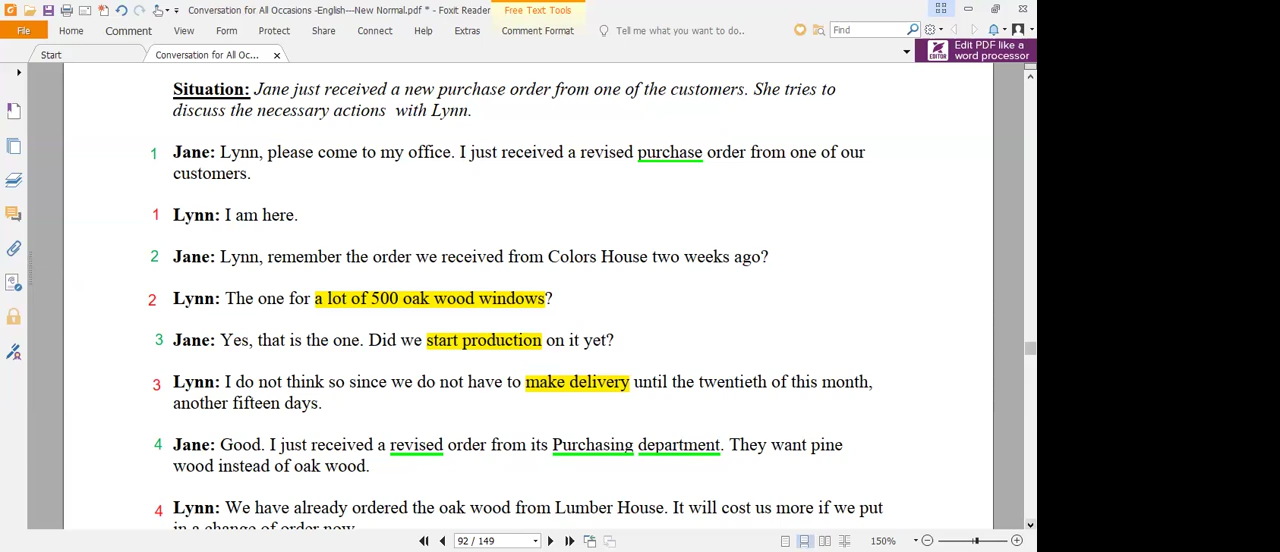 Conversation for All Occasions -English---New Normal.pdf * - Foxit Reader
Free Text Tools
File Home Comment View Form Protect Share Connect Help Extras Comment Format Tell me what you want to do.. Find
Start Conversation for All Oc... EDITOR Edit PDF like a
word processor
Situation: Jane just received a new purchase order from one of the customers. She tries to
discuss the necessary actions with Lynn.
1 Jane: Lynn, please come to my office. I just received a revised purchase order from one of our
customers.
1 Lynn: I am here.
2 Jane: Lynn, remember the order we received from Colors House two weeks ago?
2 Lynn: The one for a lot of 500 oak wood windows?
3 Jane: Yes, that is the one. Did we start production on it yet?
3 Lynn: I do not think so since we do not have to make delivery until the twentieth of this month,
another fifteen days.
4 Jane: Good. I just received a revised order from its Purchasing department. They want pine
wood instead of oak wood.
4 Lynn: We have already ordered the oak wood from Lumber House. It will cost us more if we put
in a change of order now.
92 / 149 150%